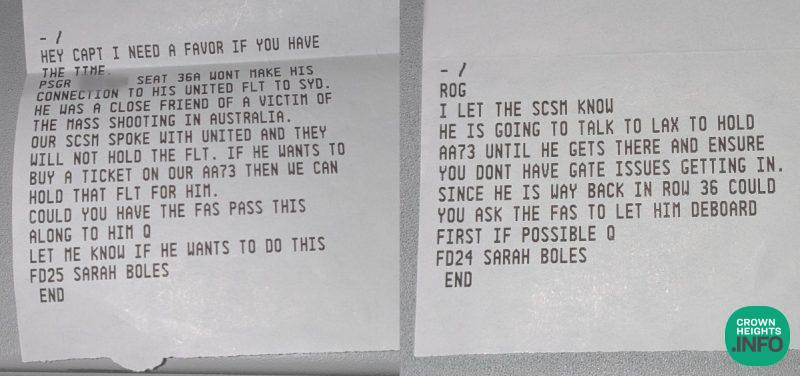 - /
HEY CAPT I NEED A FAVOR IF YOU HAVE
THE TIME.
PSGR SEAT 36A WONT MAKE HIS
CONNECTION TO HIS UNITED FLT TO SYD.
HE WAS A CLOSE FRIEND OF A VICTIM OF
THE MASS SHOOTING IN AUSTRALIA.
OUR SCSM SPOKE WITH UNITED AND THEY
WILL NOT HOLD THE FLT. IF HE WANTS TO
BUY A TICKET ON OUR AA73 THEN WE CAN
HOLD THAT FLT FOR HIM.
COULD YOU HAVE THE FAS PASS THIS
ALONG TO HIM Q
LET ME KNOW IF HE WANTS TO DO THIS
FD25 SARAH BOLES
END
- /
ROG
I LET THE SCSM KNOW
HE IS GOING TO TALK TO LAX TO HOLD
AA73 UNTIL HE GETS THERE AND ENSURE
YOU DONT HAVE GATE ISSUES GETTING IN.
SINCE HE IS WAY BACK IN ROW 36 COULD
YOU ASK THE FAS TO LET HIM DEBOARD
FIRST IF POSSIBLE Q
FD24 SARAH BOLES
END
CROWN
HEIGHTS
.INFO